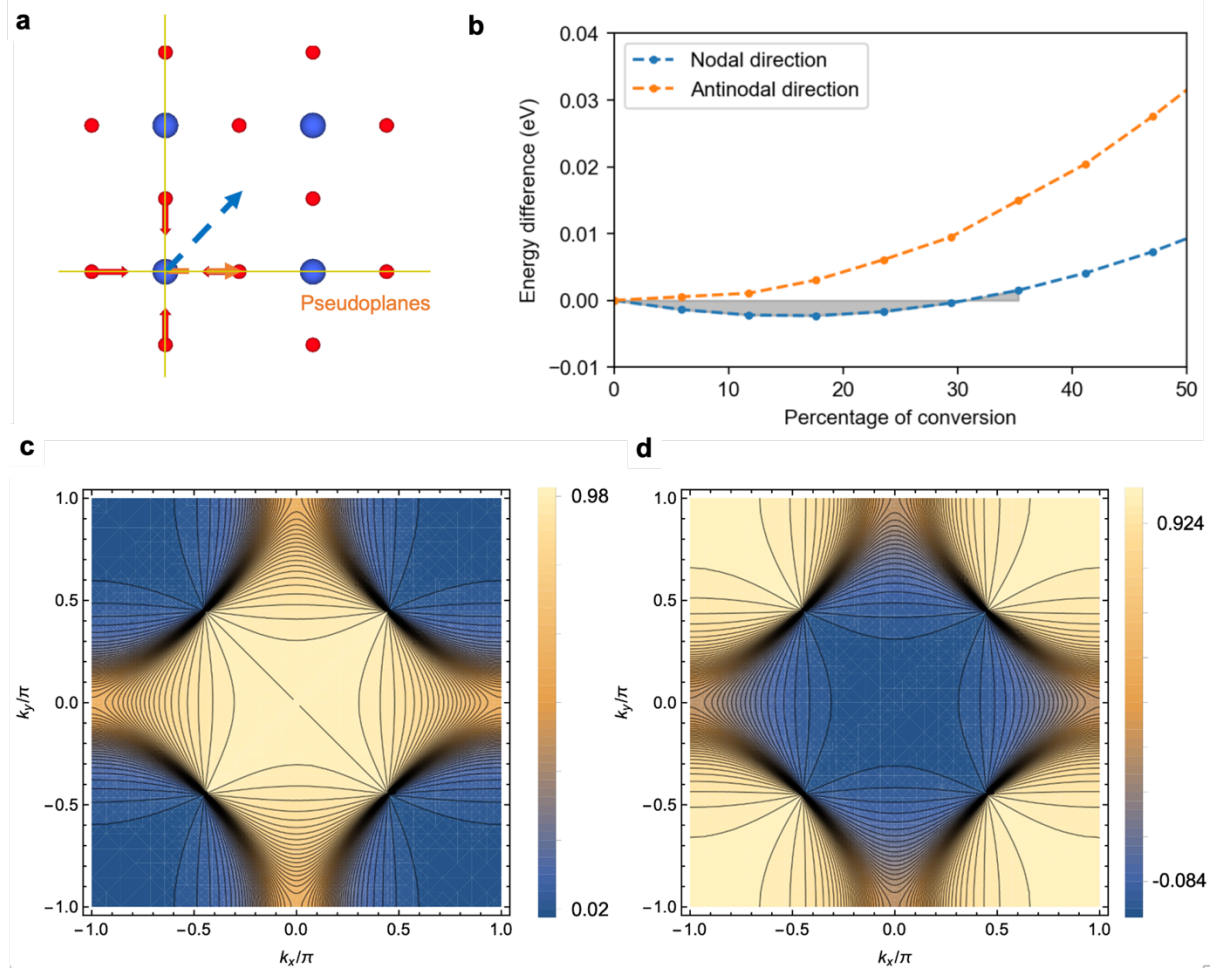 a
Pseudoplanes
b
0.04
0.03
0.02
0.01
0.00
−0.01
Energy difference (eV)
Nodal direction
Antinodal direction
0 10 20 30 40 50
Percentage of conversion
c
1.0
0.5
0.0
−0.5
−1.0
ky/π
−1.0 −0.5 0.0 0.5 1.0
kx/π
0.98
0.02
d
1.0
0.5
0.0
−0.5
−1.0
ky/π
−1.0 −0.5 0.0 0.5 1.0
kx/π
0.924
-0.084